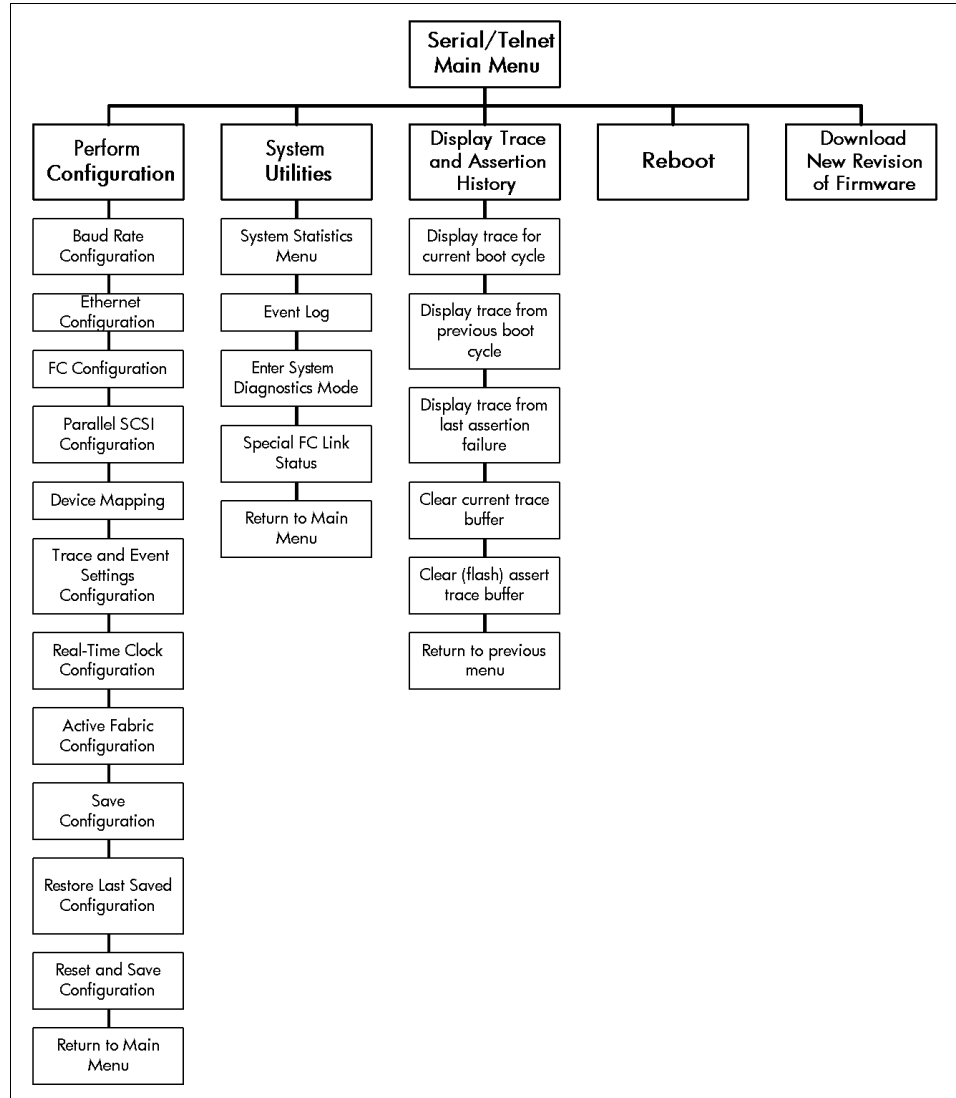 Serial/Telnet
Main Menu
Perform
Configuration
System
Utilities
Display Trace
and Assertion
History
Reboot
Download
New Revision
of Firmware
Baud Rate
Configuration
Ethernet
Configuration
FC Configuration
Parallel SCSI
Configuration
Device Mapping
Trace and Event
Settings
Configuration
Real-Time Clock
Configuration
Active Fabric
Configuration
Save
Configuration
Restore Last Saved
Configuration
Reset and Save
Configuration
Return to Main
Menu
System Statistics
Menu
Event Log
Enter System
Diagnostics Mode
Special FC Link
Status
Return to Main
Menu
Display trace for
current boot cycle
Display trace from
previous boot
cycle
Display trace from
last assertion
failure
Clear current trace
buffer
Clear (flash) assert
trace buffer
Return to previous
menu